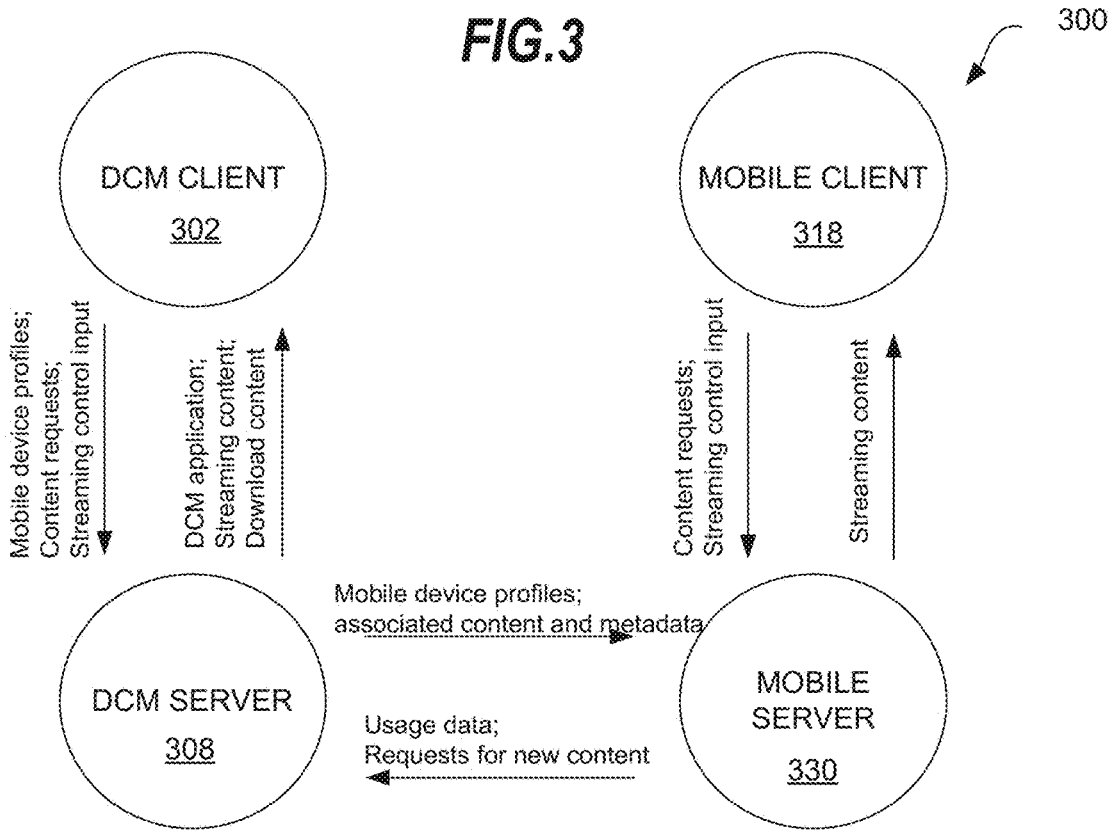 FIG.3
300
DCM CLIENT
302
MOBILE CLIENT
318
Mobile device profiles;
Content requests;
Streaming control input
DCM application;
Streaming content;
Download content
Content requests;
Streaming control input
Streaming content
Mobile device profiles;
associated content and metadata
DCM SERVER
308
Usage data;
Requests for new content
MOBILE
SERVER
330